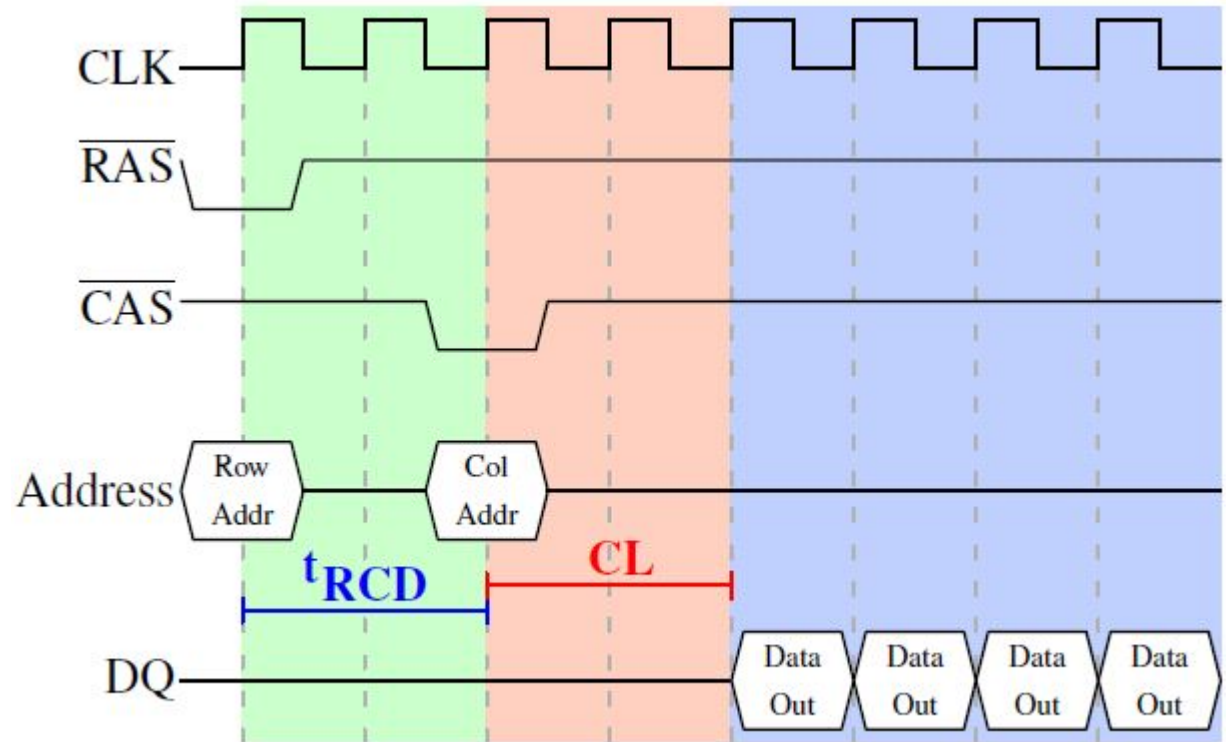 CLK
RAS
CAS
Row
Addr
Col
Addr
Address
tRCD
CL
DQ
Data
Out
Data
Out
Data
Out
Data
Out